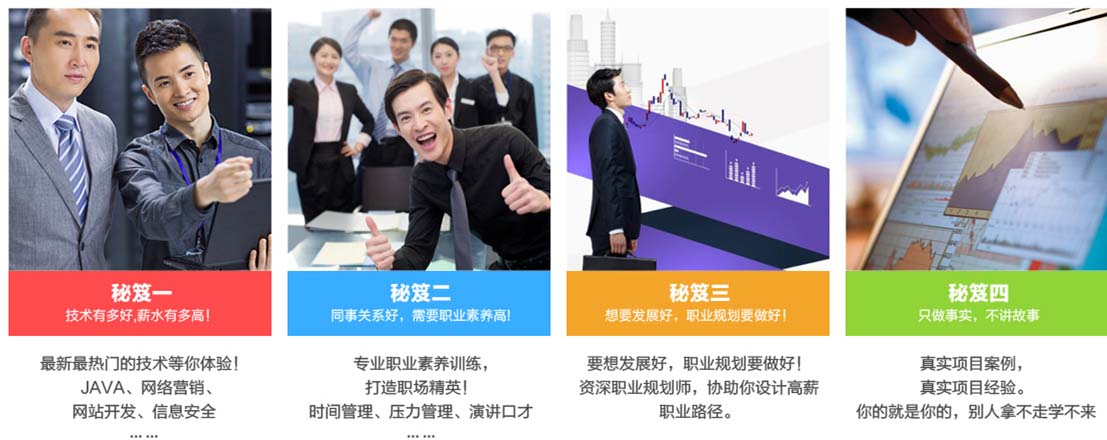 秘笈一
技术有多好,薪水有多高!
最新最热门的技术等你体验!
JAVA、网络营销、
网站开发、信息安全
……
秘笈二
同事关系好，需要职业素养高!
专业职业素养训练，
打造职场精英!
时间管理、压力管理、演讲口才
……
秘笈三
想要发展好，职业规划要做好!
要想发展好，职业规划要做好!
资深职业规划师，协助你设计高薪
职业路径。
秘笈四
只做事实，不讲故事
真实项目案例，
真实项目经验。
你的就是你的，别人拿不走学不来